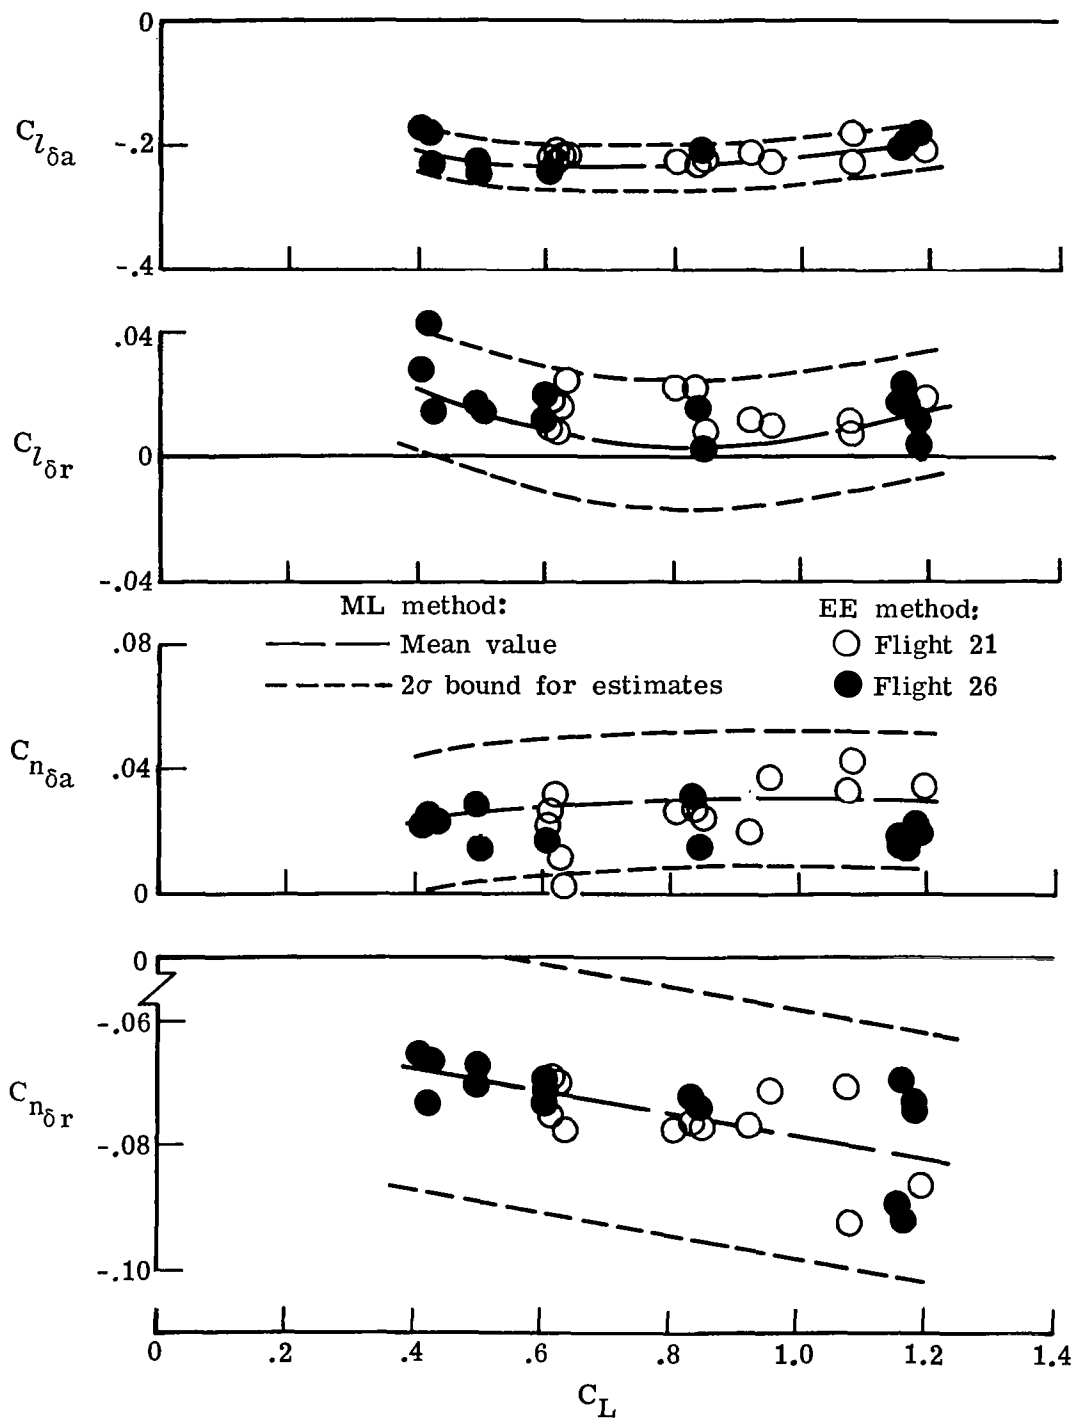 0
C_{l_{δa}}
-.2
-.4
.04
C_{l_{δr}}
0
-.04
ML method:
Mean value
2σ bound for estimates
EE method:
Flight 21
Flight 26
.08
C_{n_{δa}}
.04
0
0
-.06
C_{n_{δr}}
-.08
-.10
0 .2 .4 .6 .8 1.0 1.2 1.4
C_L